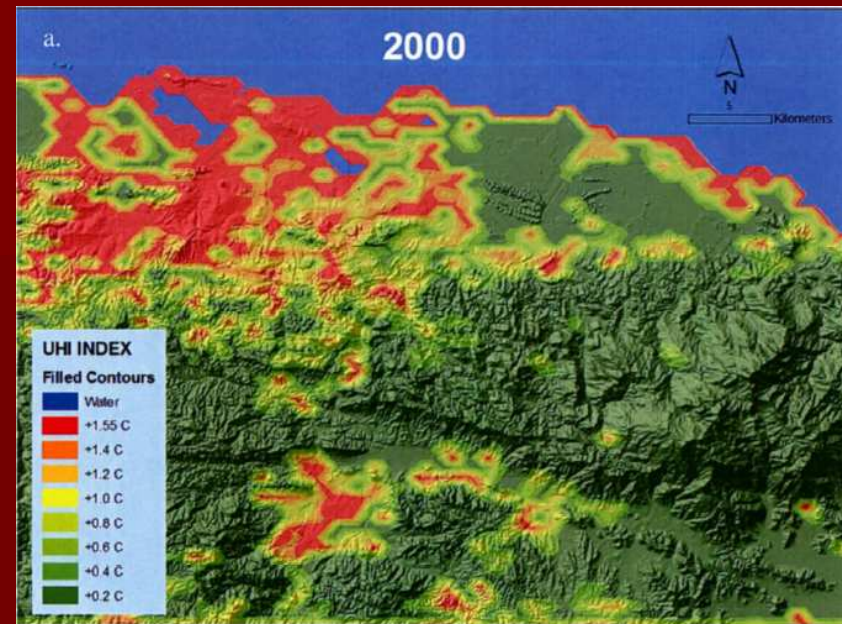 a.
2000
N
5
Kilometers
UHI INDEX
Filled Contours
Water
+1.55 C
+1.4 C
+1.2 C
+1.0 C
+0.8 C
+0.6 C
+0.4 C
+0.2 C